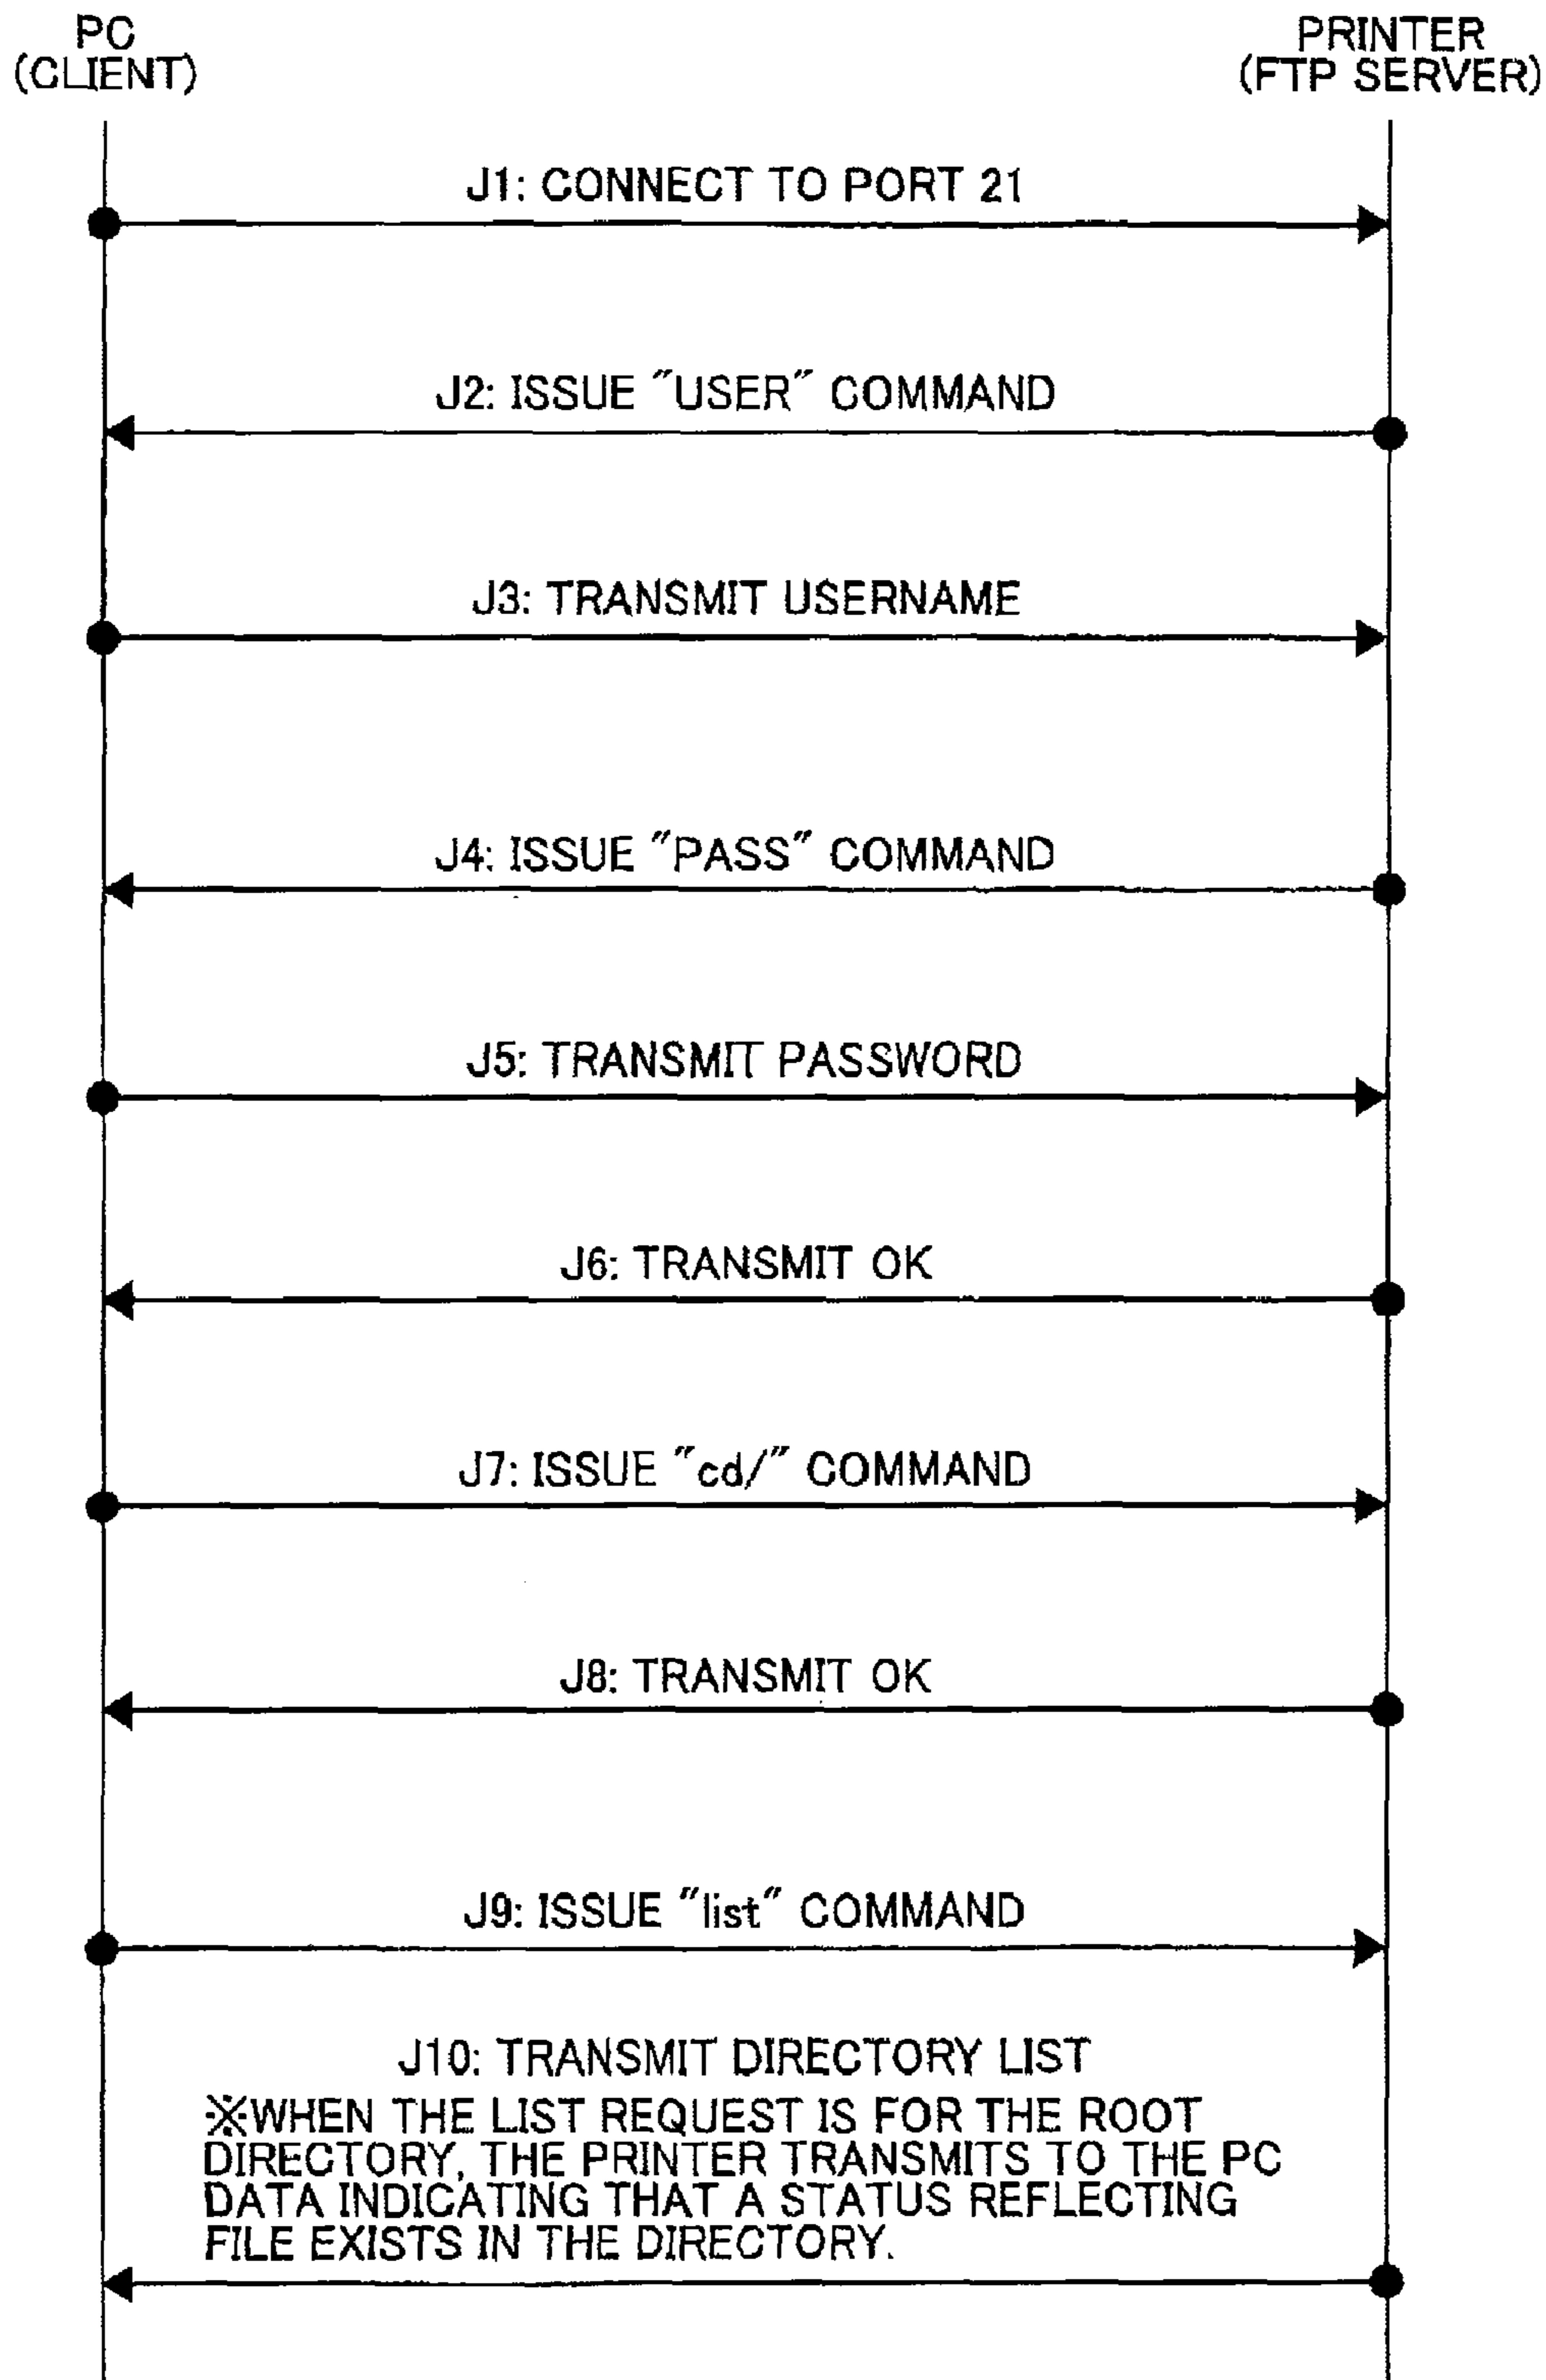 PC
(CLIENT)
PRINTER
(FTP SERVER)
J1: CONNECT TO PORT 21
J2: ISSUE "USER" COMMAND
J3: TRANSMIT USERNAME
J4: ISSUE "PASS" COMMAND
J5: TRANSMIT PASSWORD
J6: TRANSMIT OK
J7: ISSUE "cd/" COMMAND
J8: TRANSMIT OK
J9: ISSUE "list" COMMAND
J10: TRANSMIT DIRECTORY LIST
※WHEN THE LIST REQUEST IS FOR THE ROOT
DIRECTORY, THE PRINTER TRANSMITS TO THE PC
DATA INDICATING THAT A STATUS REFLECTING
FILE EXISTS IN THE DIRECTORY.